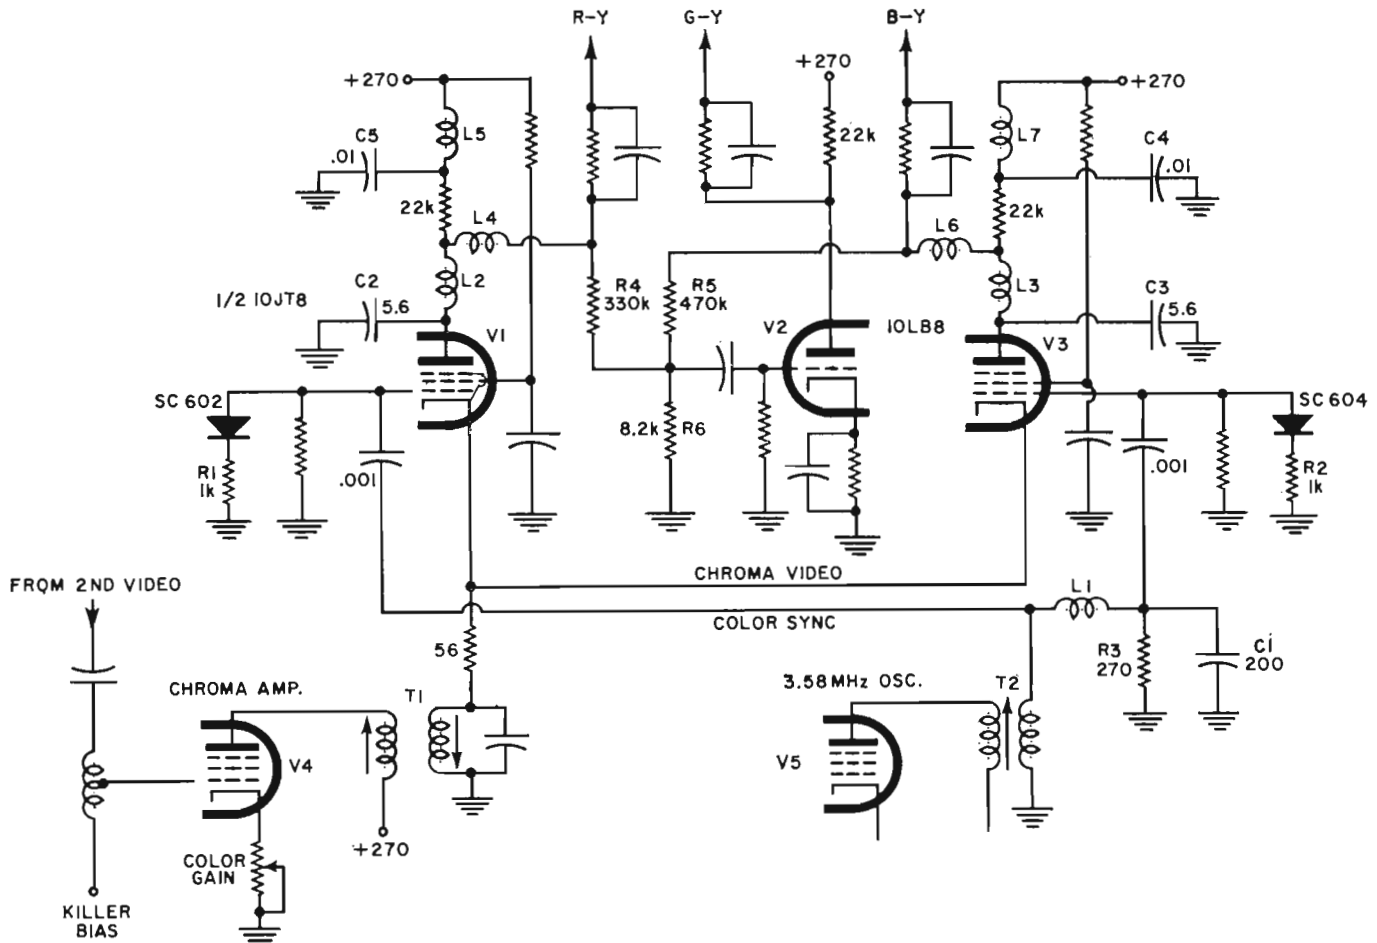 R-Y
G-Y
B-Y
+270
+270
+270
C5
.01
L5
22k
L7
C4
.01
22k
L4
22k
L6
C2
5.6
L2
1/2 10JT8
R4
330k
R5
470k
L3
C3
5.6
V1
V2
10LB8
V3
SC 602
SC 604
R1
1k
.001
8.2k
R6
.001
R2
1k
FROM 2ND VIDEO
CHROMA VIDEO
L1
COLOR SYNC
56
R3
270
C1
200
CHROMA AMP.
T1
3.58MHz OSC.
T2
V4
V5
+270
COLOR
GAIN
KILLER
BIAS